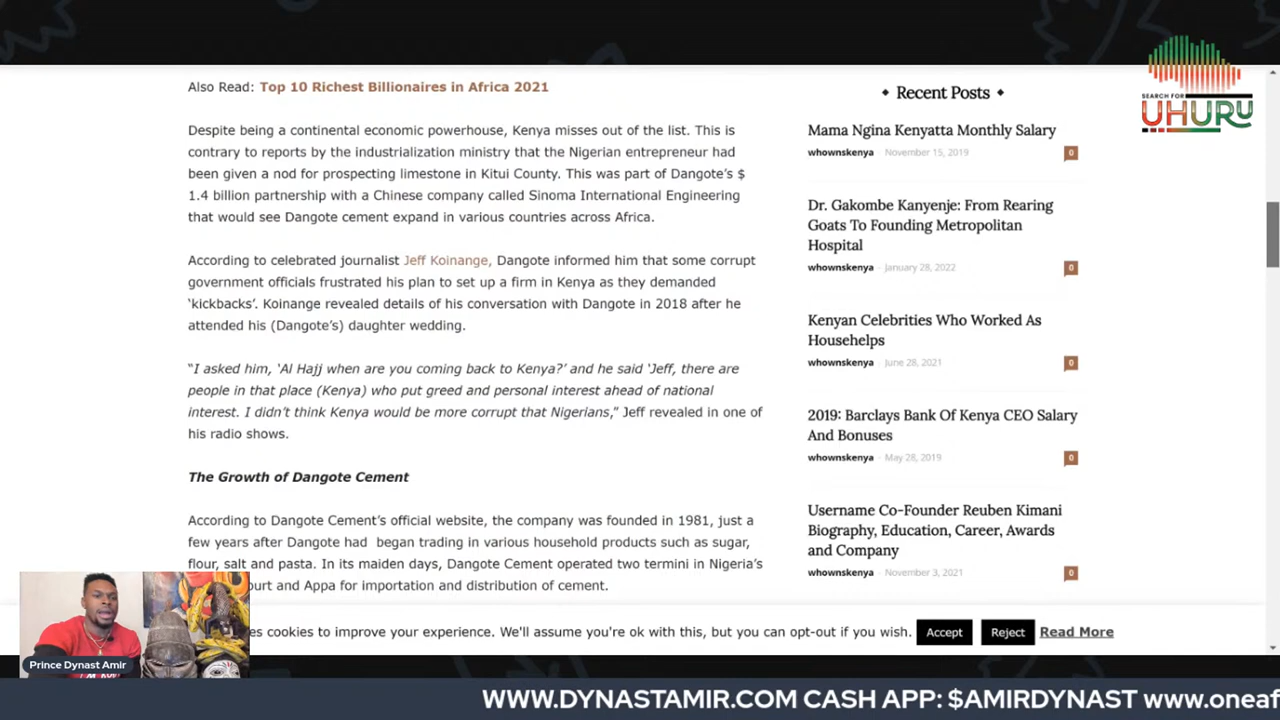 SEARCH FOR
UHURU
Also Read: Top 10 Richest Billionaires in Africa 2021
Despite being a continental economic powerhouse, Kenya misses out of the list. This is
contrary to reports by the industrialization ministry that the Nigerian entrepreneur had
been given a nod for prospecting limestone in Kitui County. This was part of Dangote's $
1.4 billion partnership with a Chinese company called Sinoma International Engineering
that would see Dangote cement expand in various countries across Africa.
According to celebrated journalist Jeff Koinange, Dangote informed him that some corrupt
government officials frustrated his plan to set up a firm in Kenya as they demanded
‘kickbacks’. Koinange revealed details of his conversation with Dangote in 2018 after he
attended his (Dangote’s) daughter wedding.
“I asked him, ‘Al Hajj when are you coming back to Kenya?’ and he said ‘Jeff, there are
people in that place (Kenya) who put greed and personal interest ahead of national
interest. I didn’t think Kenya would be more corrupt that Nigerians,” Jeff revealed in one of
his radio shows.
The Growth of Dangote Cement
According to Dangote Cement’s official website, the company was founded in 1981, just a
few years after Dangote had began trading in various household products such as sugar,
flour, salt and pasta. In its maiden days, Dangote Cement operated two termini in Nigeria’s
and Appa for importation and distribution of cement.
Recent Posts
Mama Ngina Kenyatta Monthly Salary
whownskenya - November 15, 2019 0
Dr. Gakombe Kanyenje: From Rearing
Goats To Founding Metropolitan
Hospital
whownskenya - January 28, 2022 0
Kenyan Celebrities Who Worked As
Househelps
whownskenya - June 28, 2021 0
2019: Barclays Bank Of Kenya CEO Salary
And Bonuses
whownskenya - May 28, 2019 0
Username Co-Founder Reuben Kimani
Biography, Education, Career, Awards
and Company
whownskenya - November 3, 2021 0
cookies to improve your experience. We'll assume you're ok with this, but you can opt-out if you wish. Accept Reject Read More
Prince Dynast Amir
WWW.DYNASTAMIR.COM CASH APP: $AMIRDYNAST www.oneaf